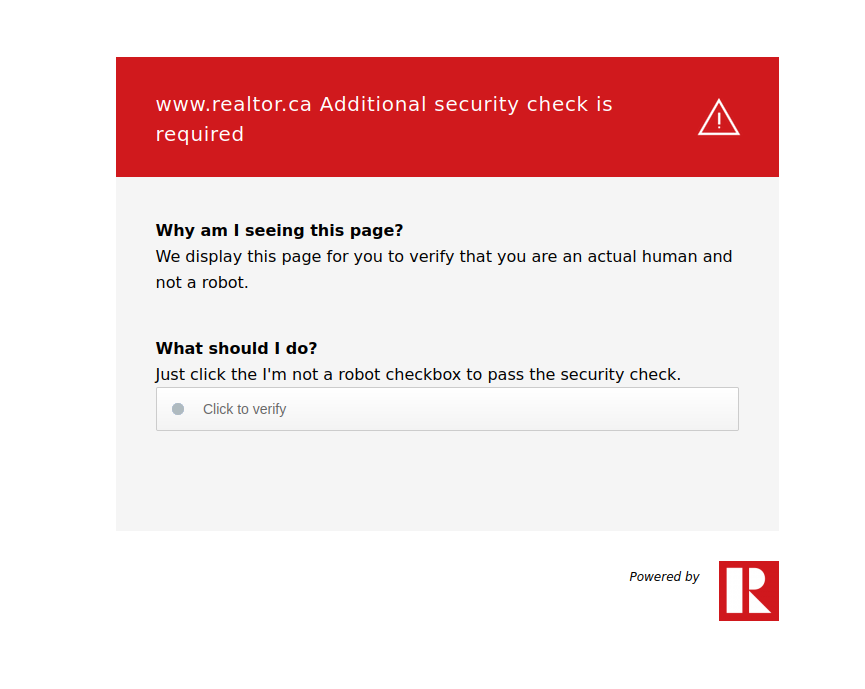 www.realtor.ca Additional security check is
required
Why am I seeing this page?
We display this page for you to verify that you are an actual human and
not a robot.
What should I do?
Just click the I'm not a robot checkbox to pass the security check.
Click to verify
Powered by
R